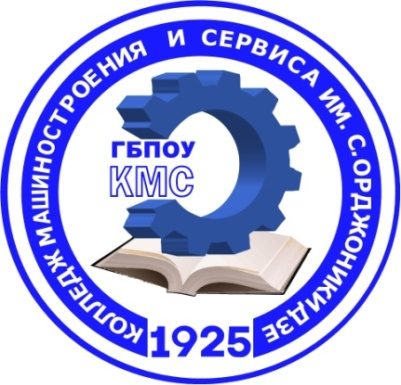 КОЛЛЕДЖ МАШИНОСТРОЕНИЯ И СЕРВИСА ИМ. С.ОРДЖОНИКИДЗЕ
ГБПОУ
КМС
1925